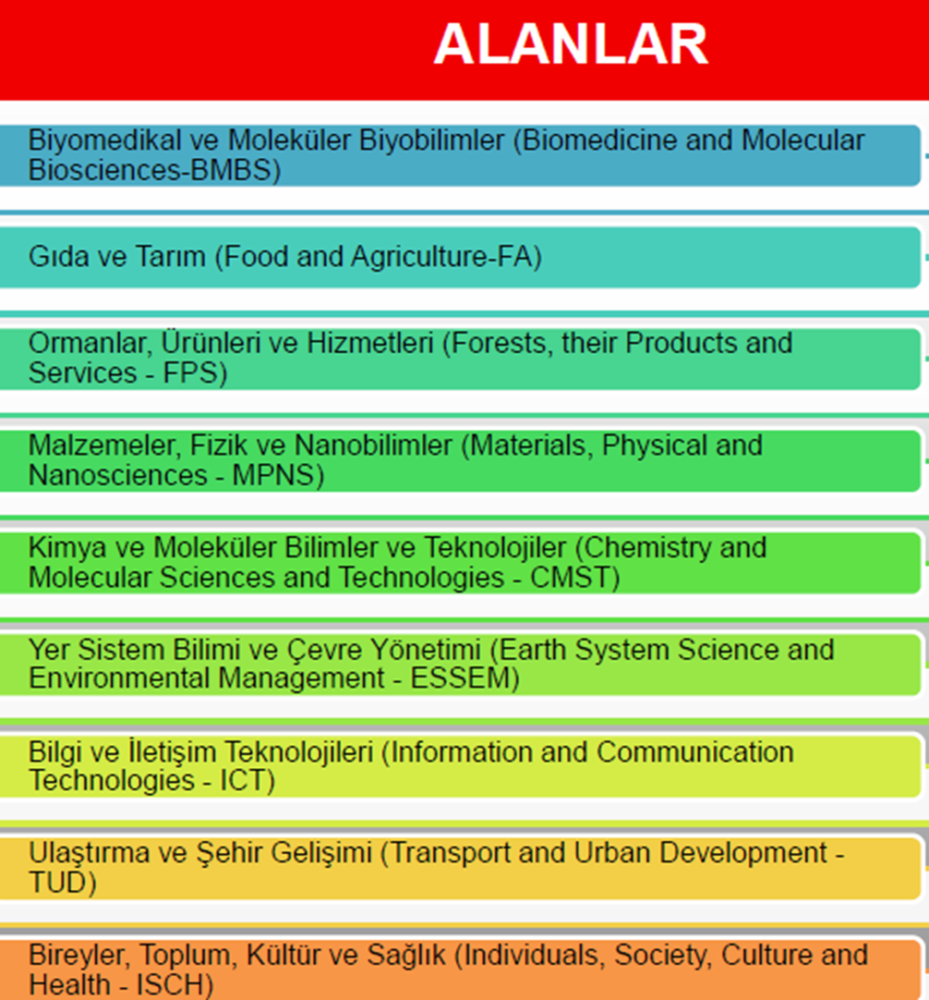 ALANLAR
Biyomedikal ve Moleküler Biyobilimler (Biomedicine and Molecular
Biosciences-BMBS)
Gıda ve Tarım (Food and Agriculture-FA)
Ormanlar, Ürünleri ve Hizmetleri (Forests, their Products and
Services - FPS)
Malzemeler, Fizik ve Nanobilimler (Materials, Physical and
Nanosciences - MPNS)
Kimya ve Moleküler Bilimler ve Teknolojiler (Chemistry and
Molecular Sciences and Technologies - CMST)
Yer Sistem Bilimi ve Çevre Yönetimi (Earth System Science and
Environmental Management - ESSEM)
Bilgi ve İletişim Teknolojileri (Information and Communication
Technologies - ICT)
Ulaştırma ve Şehir Gelişimi (Transport and Urban Development -
TUD)
Bireyler, Toplum, Kültür ve Sağlık (Individuals, Society, Culture and
Health - ISCH)